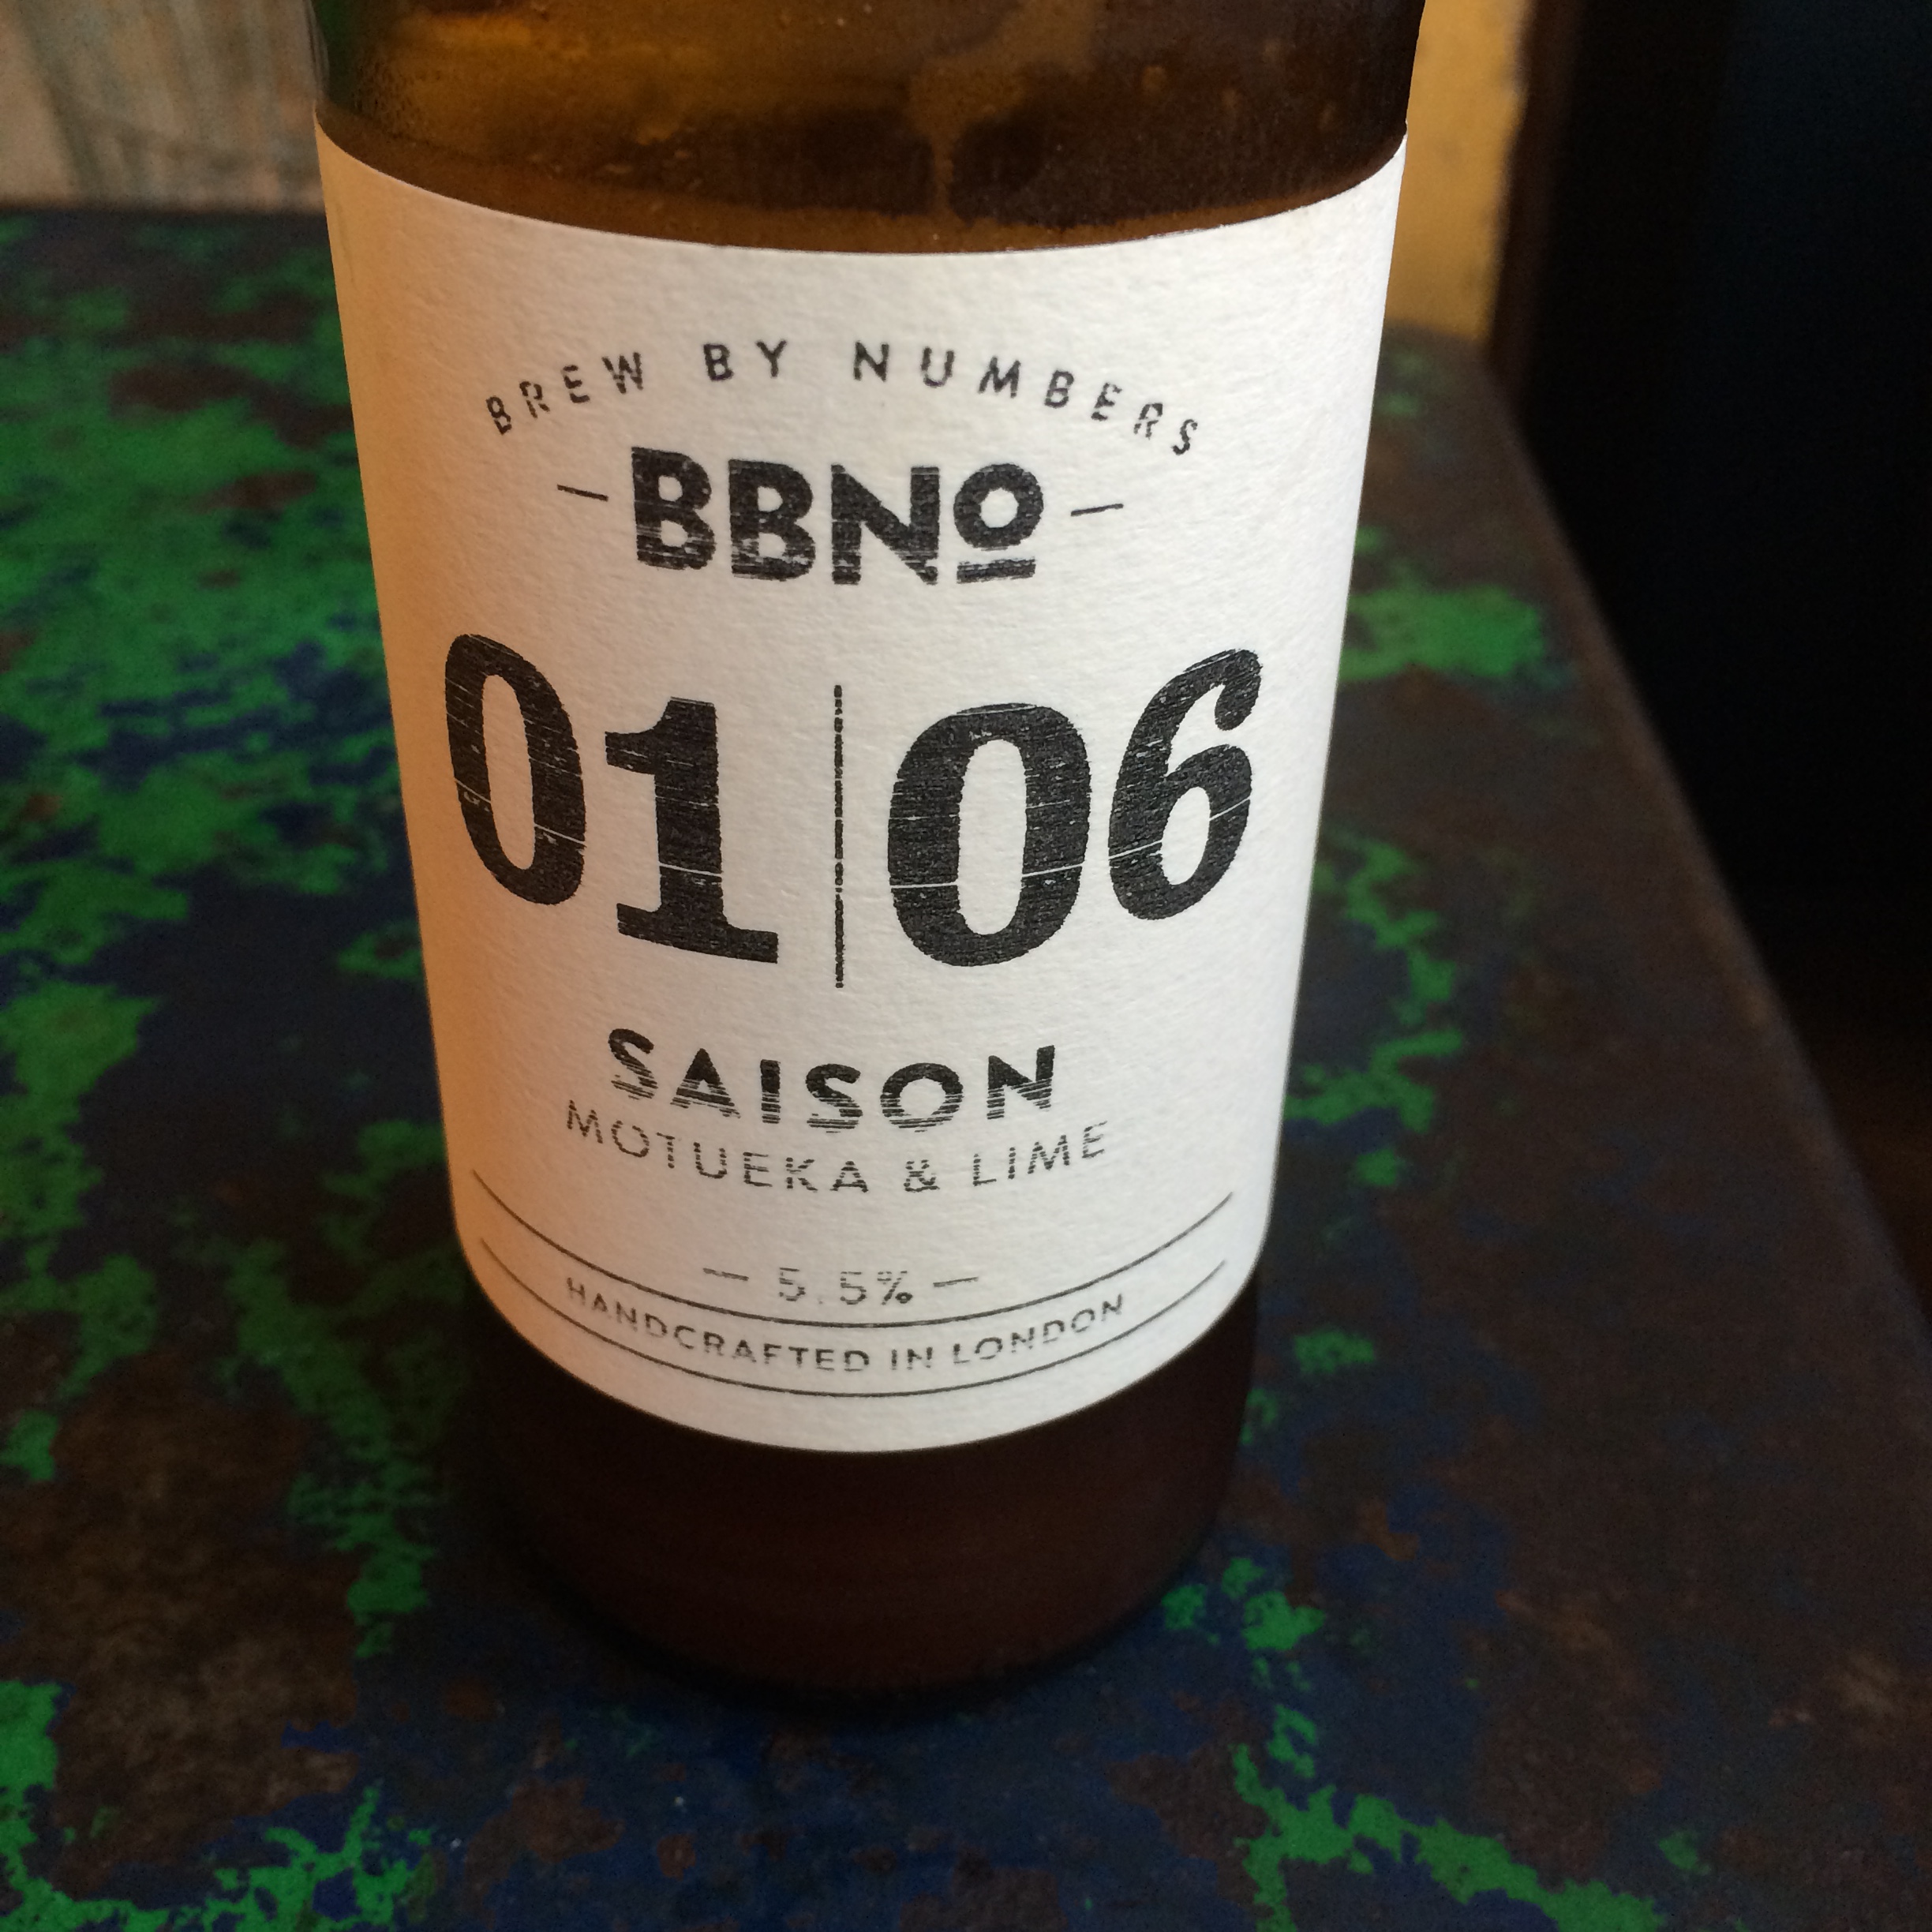 BREW BY NUMBERS
– BBNº –
01|06
SAISON
MOTUEKA & LIME
— 5.5% —
HANDCRAFTED IN LONDON